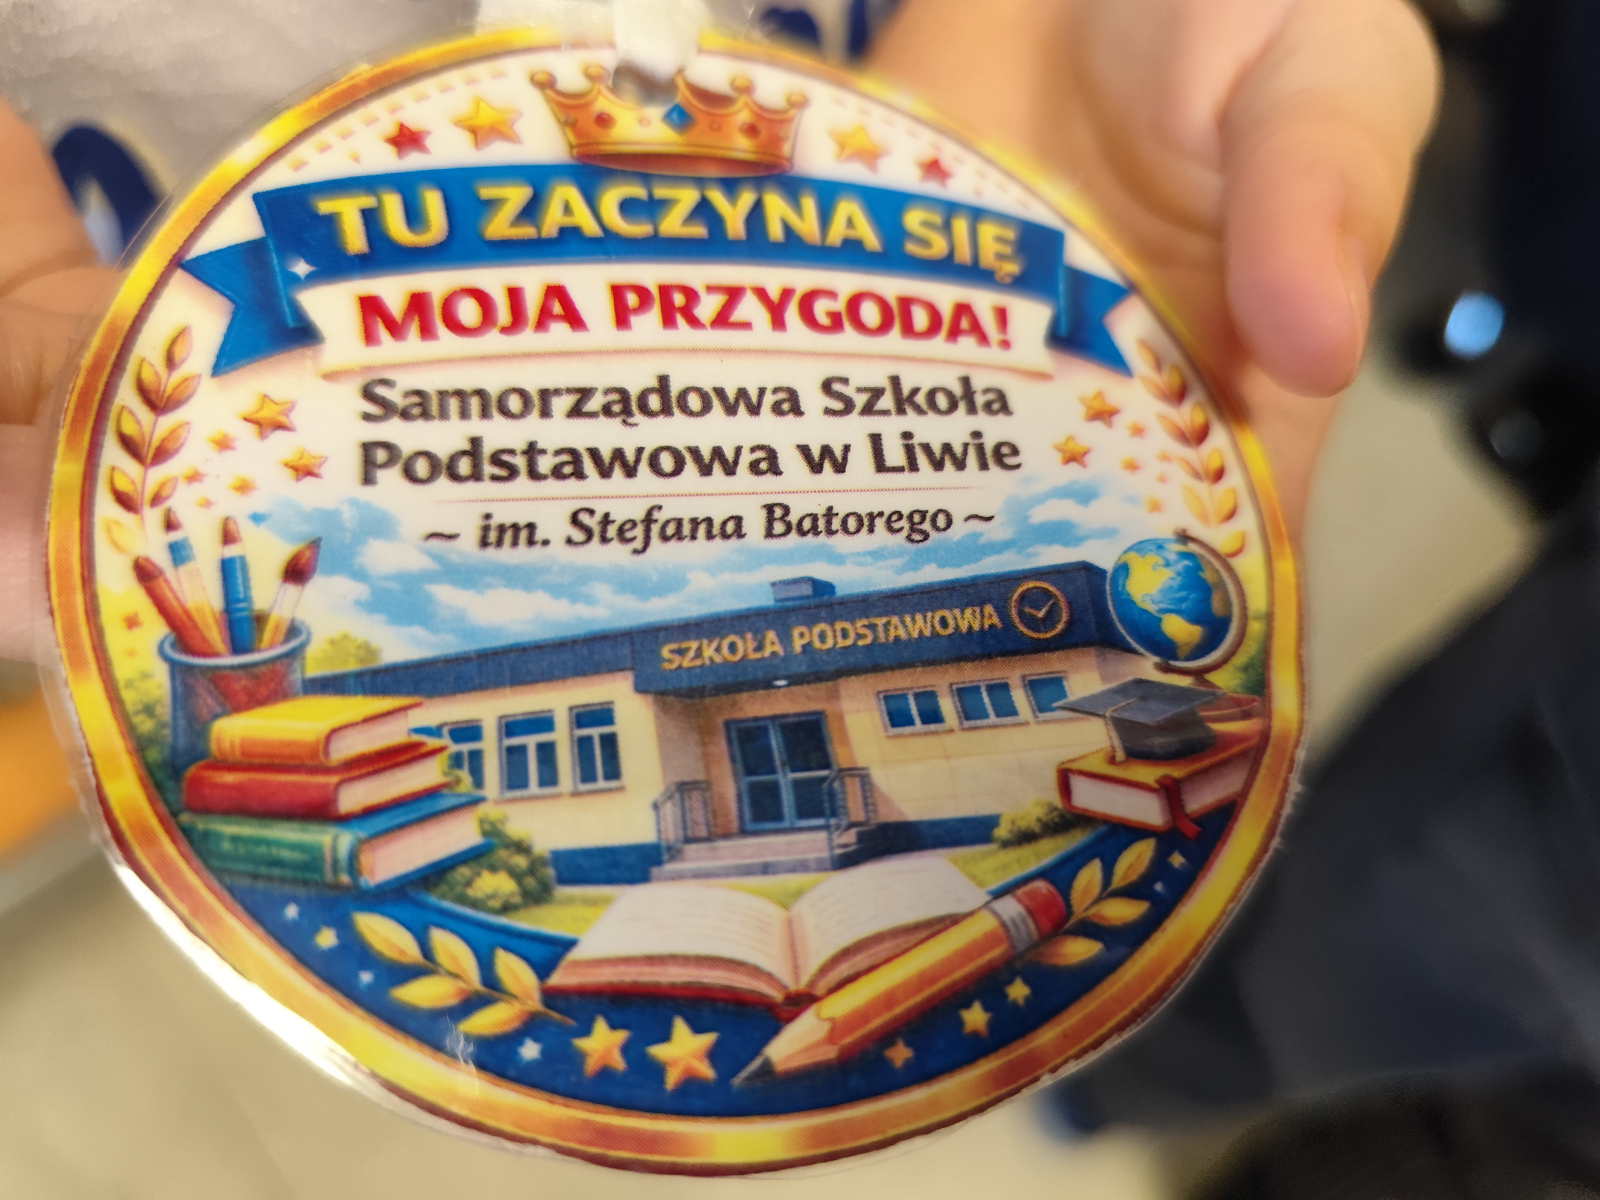 TU ZACZYNA SIĘ
MOJA PRZYGODA!
Samorządowa Szkoła
Podstawowa w Liwie
~ im. Stefana Batorego ~
SZKOŁA PODSTAWOWA